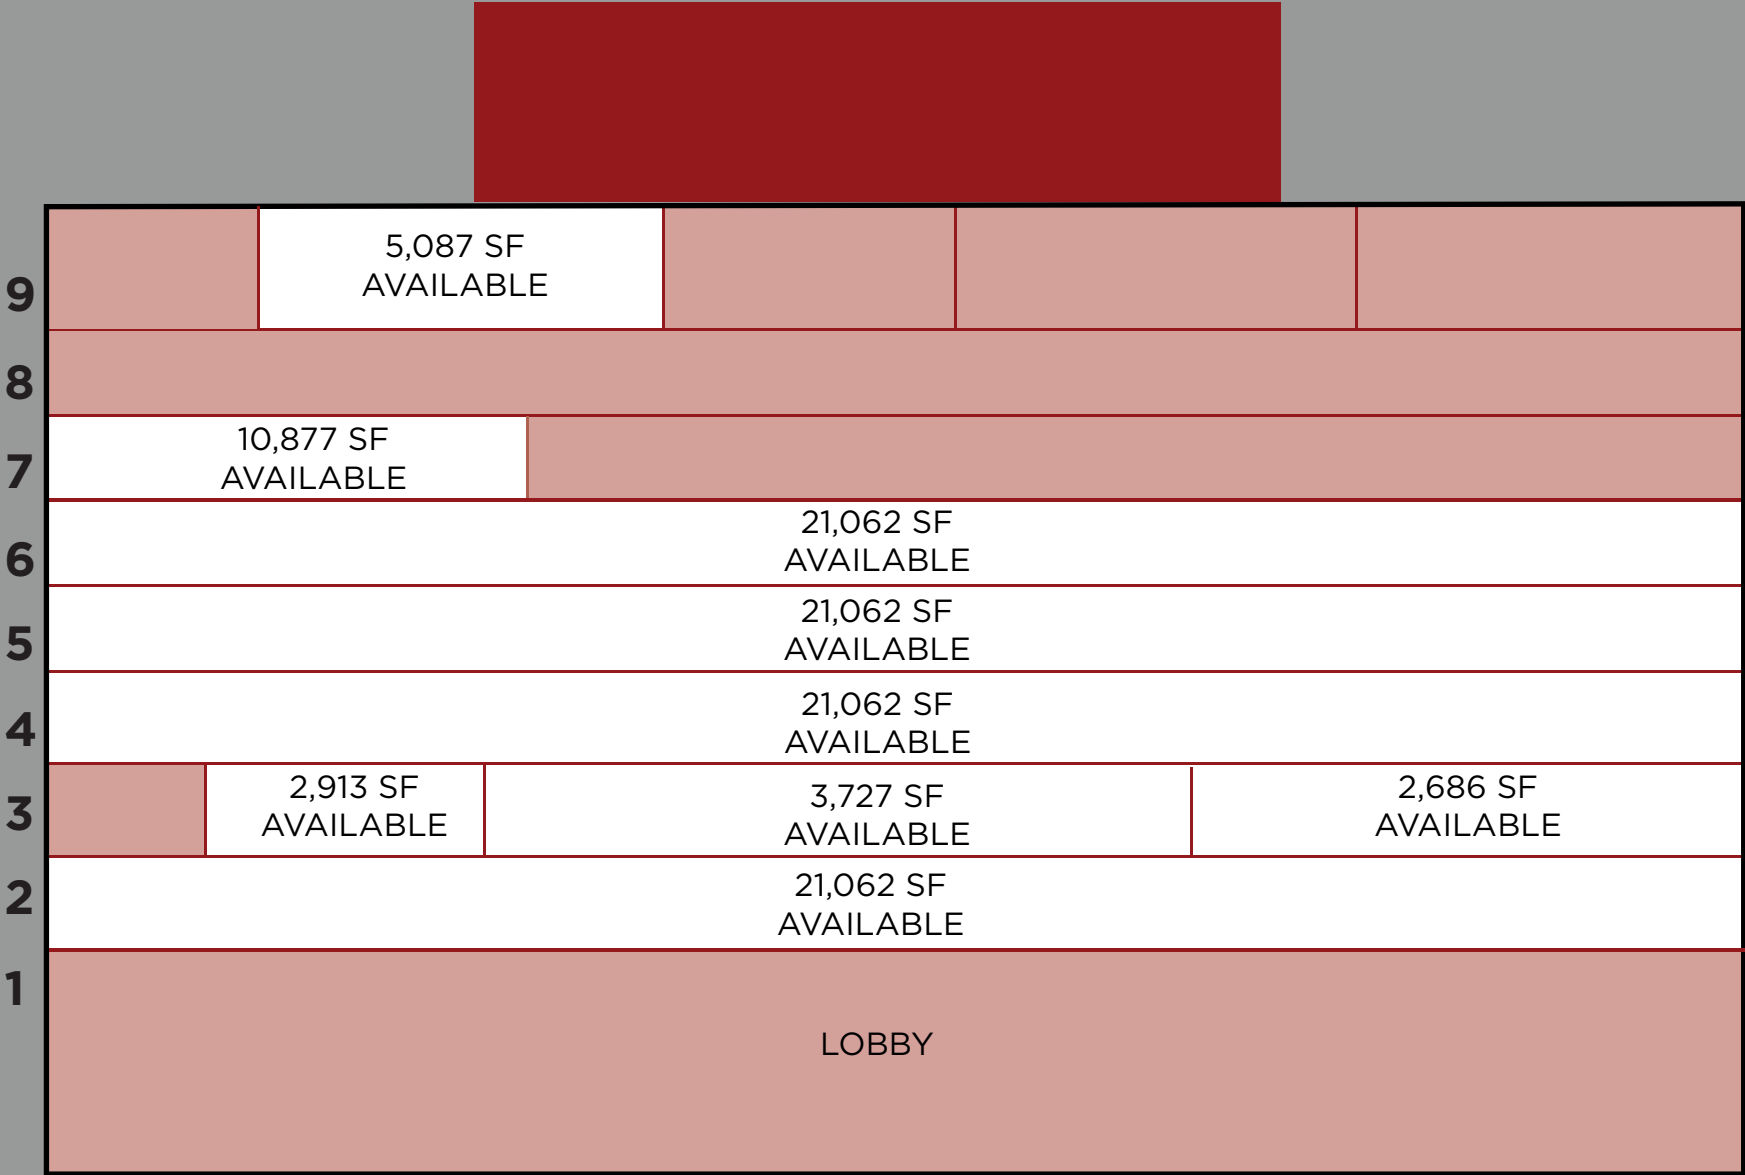 5,087 SF
AVAILABLE
9
8
10,877 SF
AVAILABLE
7
21,062 SF
AVAILABLE
6
21,062 SF
AVAILABLE
5
21,062 SF
AVAILABLE
4
2,913 SF
AVAILABLE
3,727 SF
AVAILABLE
2,686 SF
AVAILABLE
3
21,062 SF
AVAILABLE
2
1
LOBBY